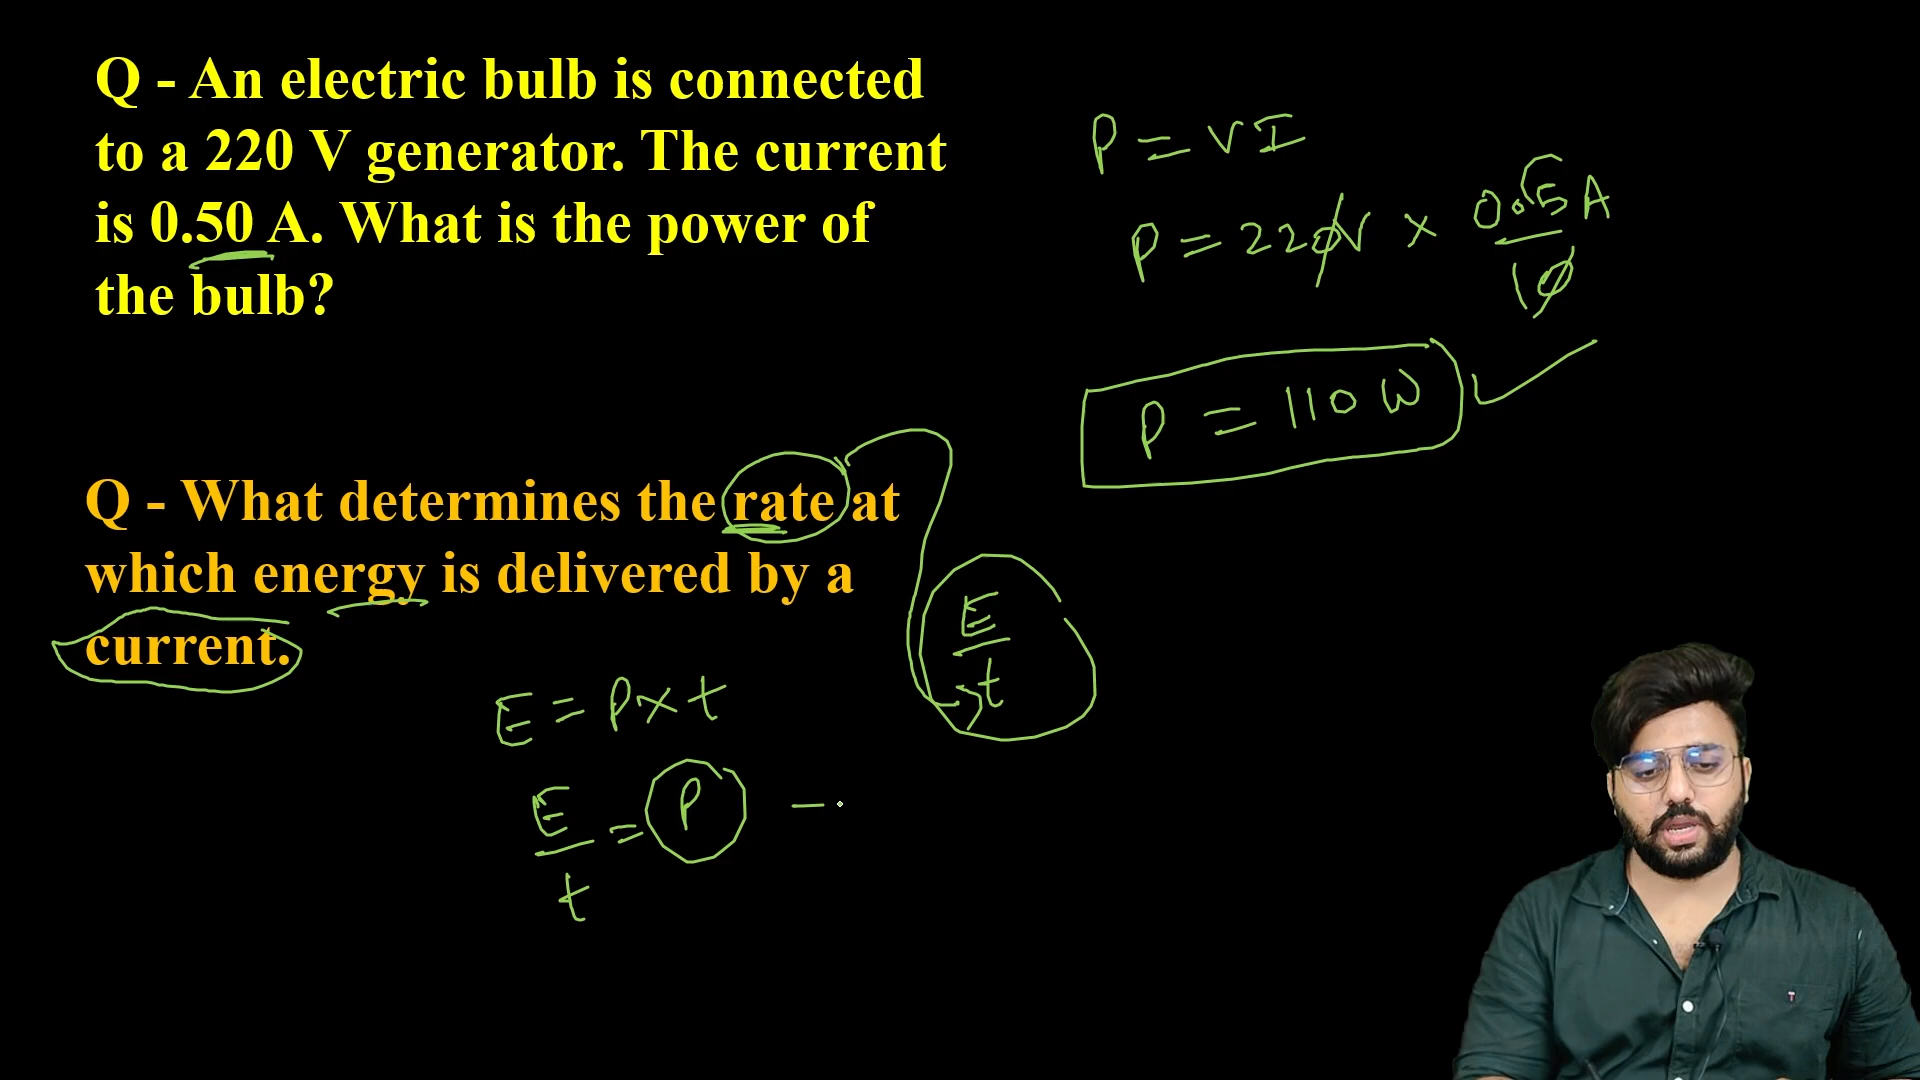 Q - An electric bulb is connected
to a 220 V generator. The current
is 0.50 A. What is the power of
the bulb?
P = VI
P = 220V × 0.5A
10
P = 110 W
Q - What determines the rate at
which energy is delivered by a
current.
E
t
E = P × t
E
t
= P -